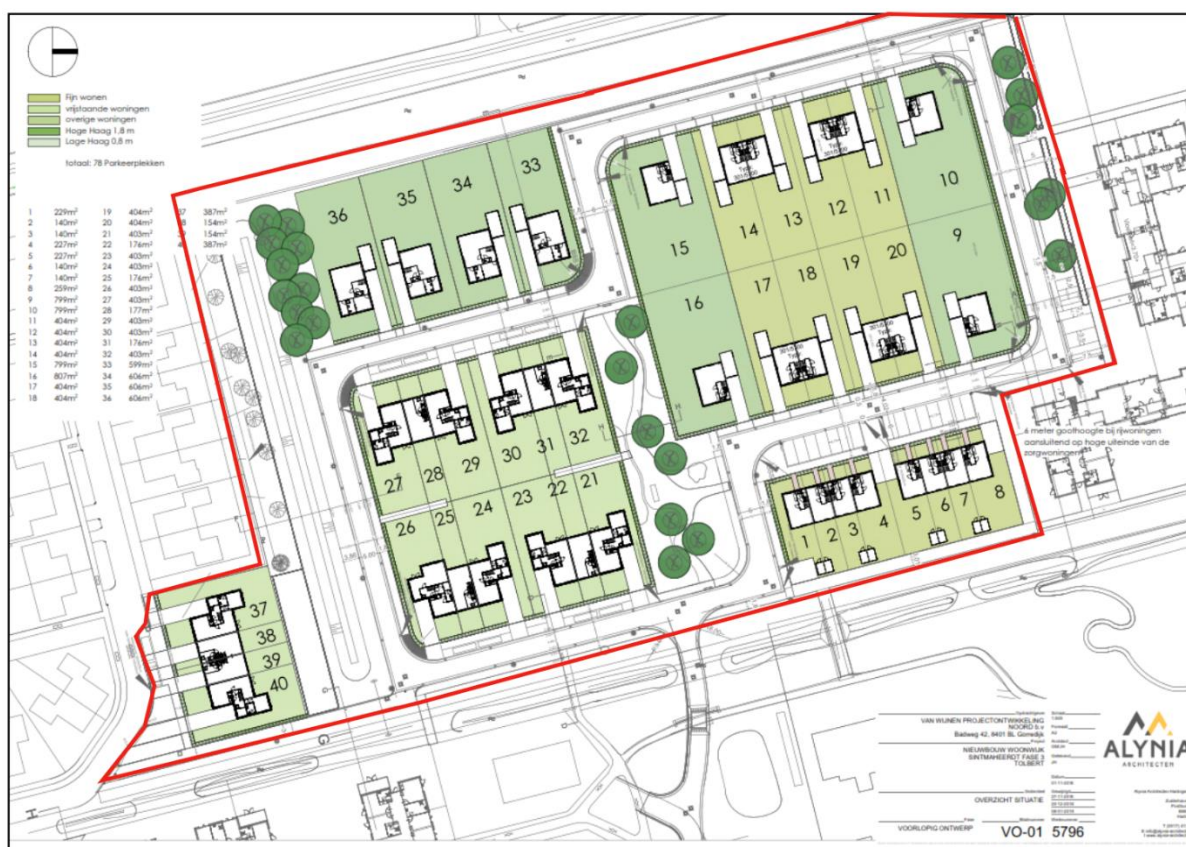 Fijn wonen
vrijstaande woningen
overige woningen
Hoge Haag 1,8 m
Lage Haag 0,8 m
totaal: 78 Parkeerplekken
1 229m² 19 404m² 37 387m²
2 140m² 20 404m² 38 154m²
3 140m² 21 403m² 39 154m²
4 227m² 22 176m² 40 387m²
5 227m² 23 403m²
6 140m² 24 403m²
7 140m² 25 176m²
8 259m² 26 403m²
9 799m² 27 403m²
10 799m² 28 177m²
11 404m² 29 403m²
12 404m² 30 403m²
13 404m² 31 176m²
14 404m² 32 403m²
15 799m² 33 599m²
16 807m² 34 606m²
17 404m² 35 606m²
18 404m² 36 606m²
36
35
34
33
15
14
13
12
11
10
16
17
18
19
20
9
27
28
29
30
31
32
26
25
24
23
22
21
1
2
3
4
5
6
7
8
37
38
39
40
6 meter goothoogte bij rijwoningen
aansluitend op hoge uiteinde van de
zorgwoningen
VAN WIJNEN PROJECTONTWIKKELING
NOORD b.v
Badweg 42, 8401 BL Gorredijk
NIEUWBOUW WOONWIJK
SINTMAHEERDT FASE 3
TOLBERT
OVERZICHT SITUATIE
VOORLOPIG ONTWERP
VO-01 5796
ALYNIA
ARCHITECTEN